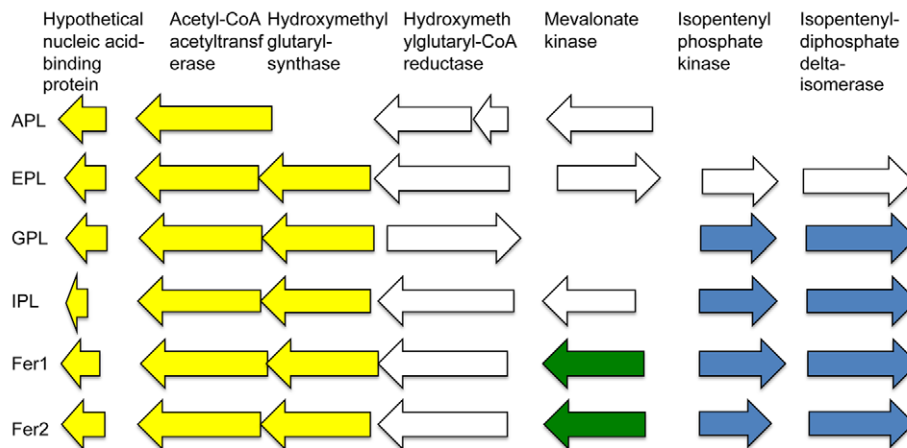 Hypothetical
nucleic acid-
binding
protein
Acetyl-CoA
acetyltransf
erase
Hydroxymethyl
glutaryl-
synthase
Hydroxymeth
ylglutaryl-CoA
reductase
Mevalonate
kinase
Isopentenyl
phosphate
kinase
Isopentenyl-
diphosphate
delta-
isomerase
APL
EPL
GPL
IPL
Fer1
Fer2